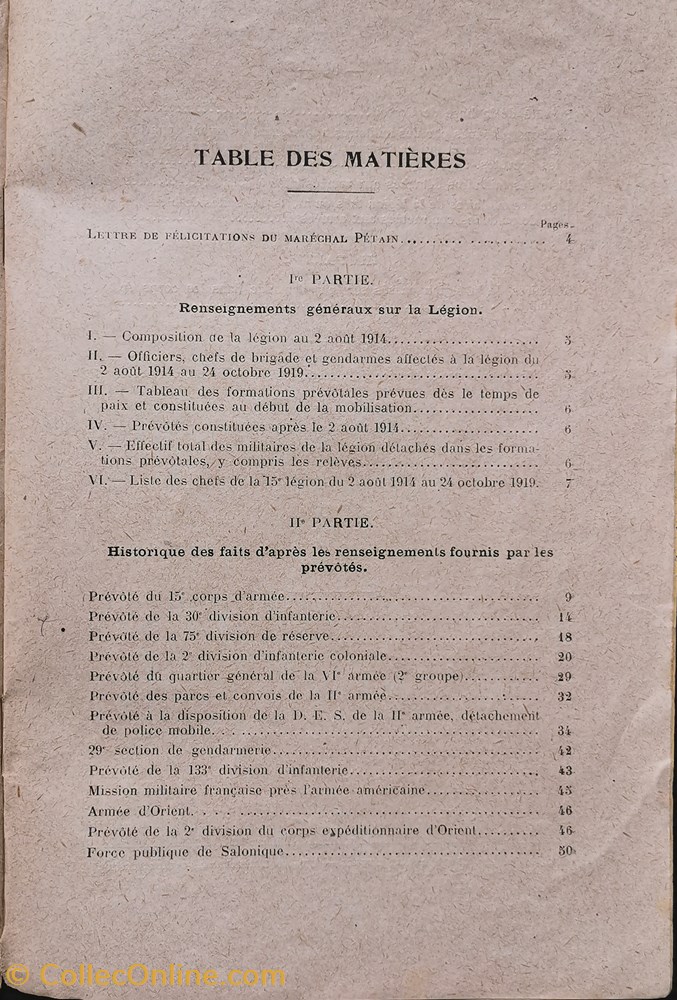 TABLE DES MATIÈRES
Pages.
LETTRE DE FÉLICITATIONS DU MARÉCHAL PÉTAIN.................... 4
Ire PARTIE.
Renseignements généraux sur la Légion.
I. — Composition de la légion au 2 août 1914........................ 5
II. — Officiers, chefs de brigade et gendarmes affectés à la légion du
2 août 1914 au 24 octobre 1919.................................. 5
III. — Tableau des formations prévôtales prévues dès le temps de
paix et constituées au début de la mobilisation................... 6
IV. — Prévôtés constituées après le 2 août 1914..................... 6
V. — Effectif total des militaires de la légion détachés dans les forma-
tions prévôtales, y compris les relèves........................... 6
VI. — Liste des chefs de la 15e légion du 2 août 1914 au 24 octobre 1919. 7
IIe PARTIE.
Historique des faits d'après les renseignements fournis par les
prévôtés.
Prévôté du 15e corps d'armée..................................... 9
Prévôté de la 30e division d'infanterie............................. 14
Prévôté de la 75e division de réserve.............................. 18
Prévôté de la 2e division d'infanterie coloniale...................... 20
Prévôté du quartier général de la VIe armée (2e groupe)........... 29
Prévôté des parcs et convois de la IIe armée...................... 32
Prévôté à la disposition de la D. E. S. de la IIe armée, détachement
de police mobile............................................... 34
29e section de gendarmerie....................................... 42
Prévôté de la 133e division d'infanterie............................ 43
Mission militaire française près l'armée américaine................ 45
Armée d'Orient.................................................. 46
Prévôté de la 2e division du corps expéditionnaire d'Orient......... 46
Force publique de Salonique...................................... 50
© CollecOnline.com